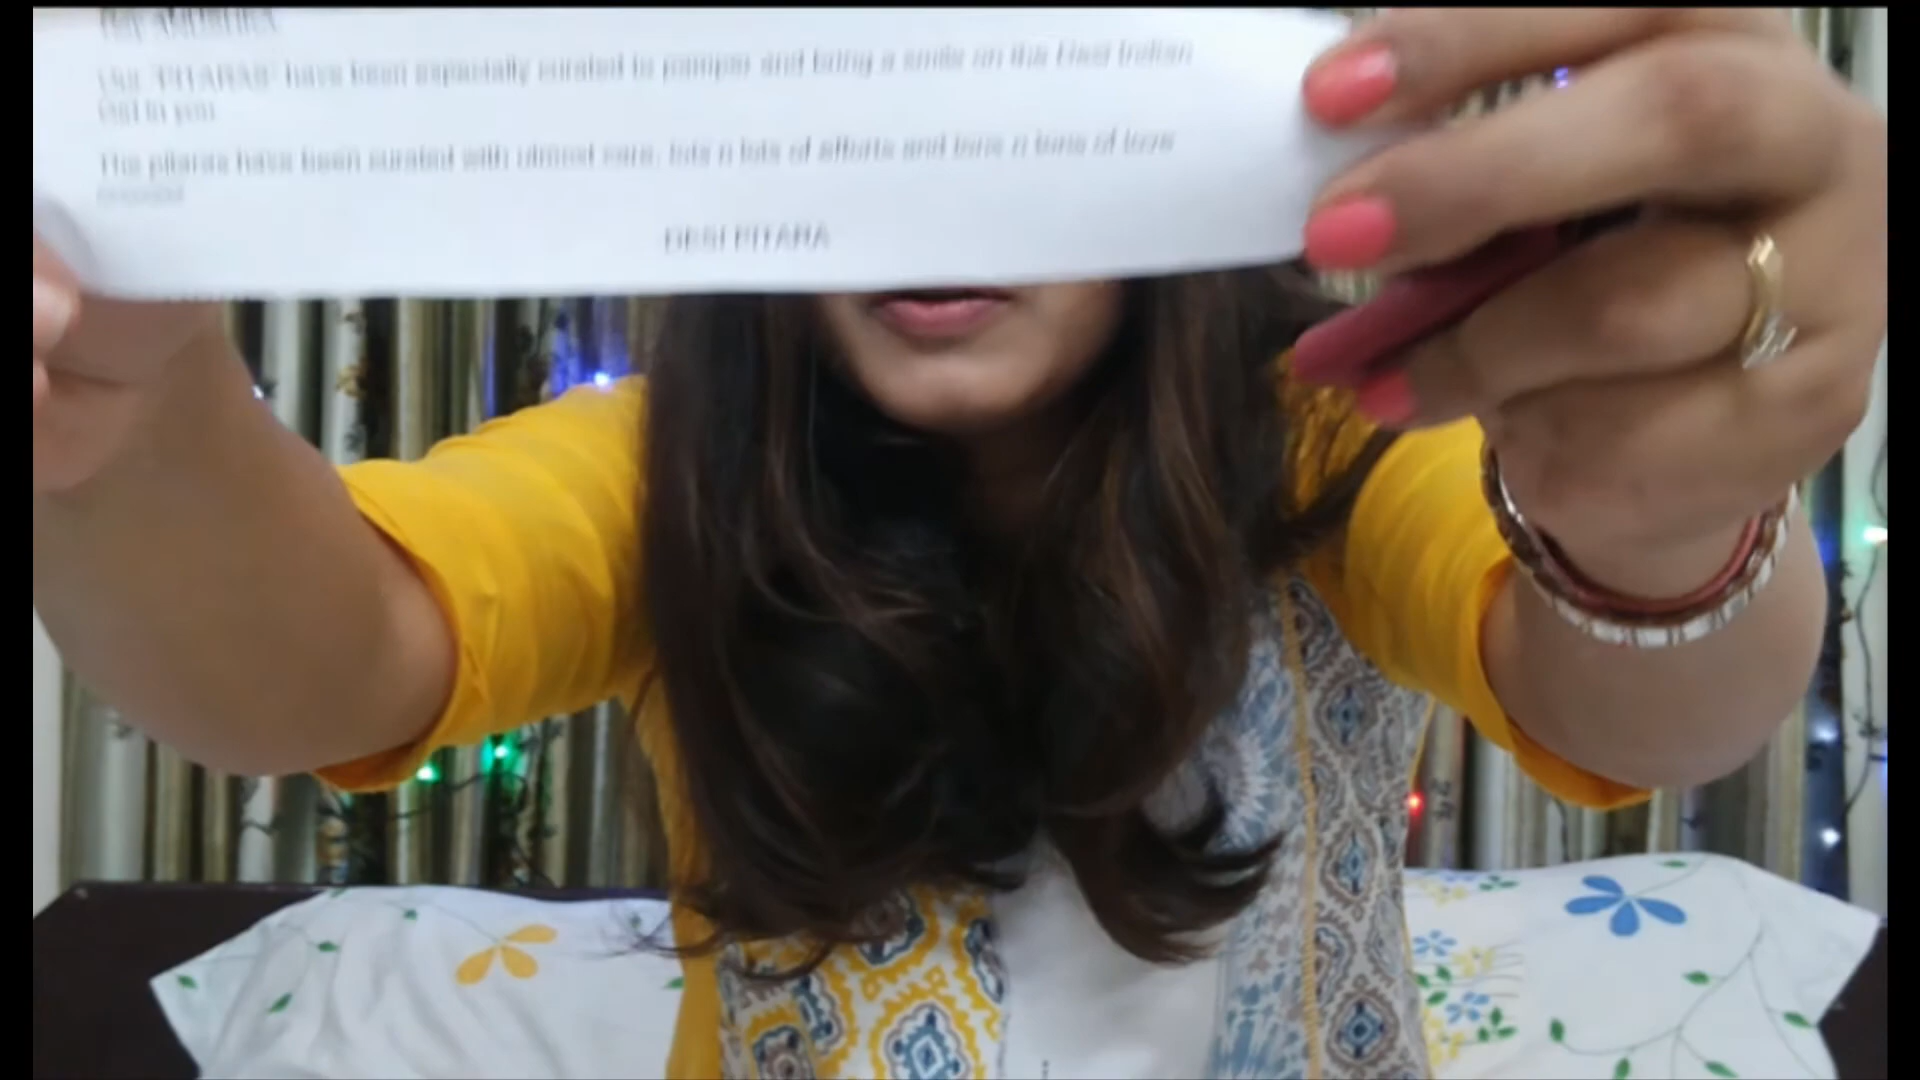 Our "PITARAS" have been especially curated to pamper and bring a smile on the Desi Indian
Girl in you
The pitaras have been curated with utmost care, lots n lots of efforts and tons n tons of love
DESI PITARA